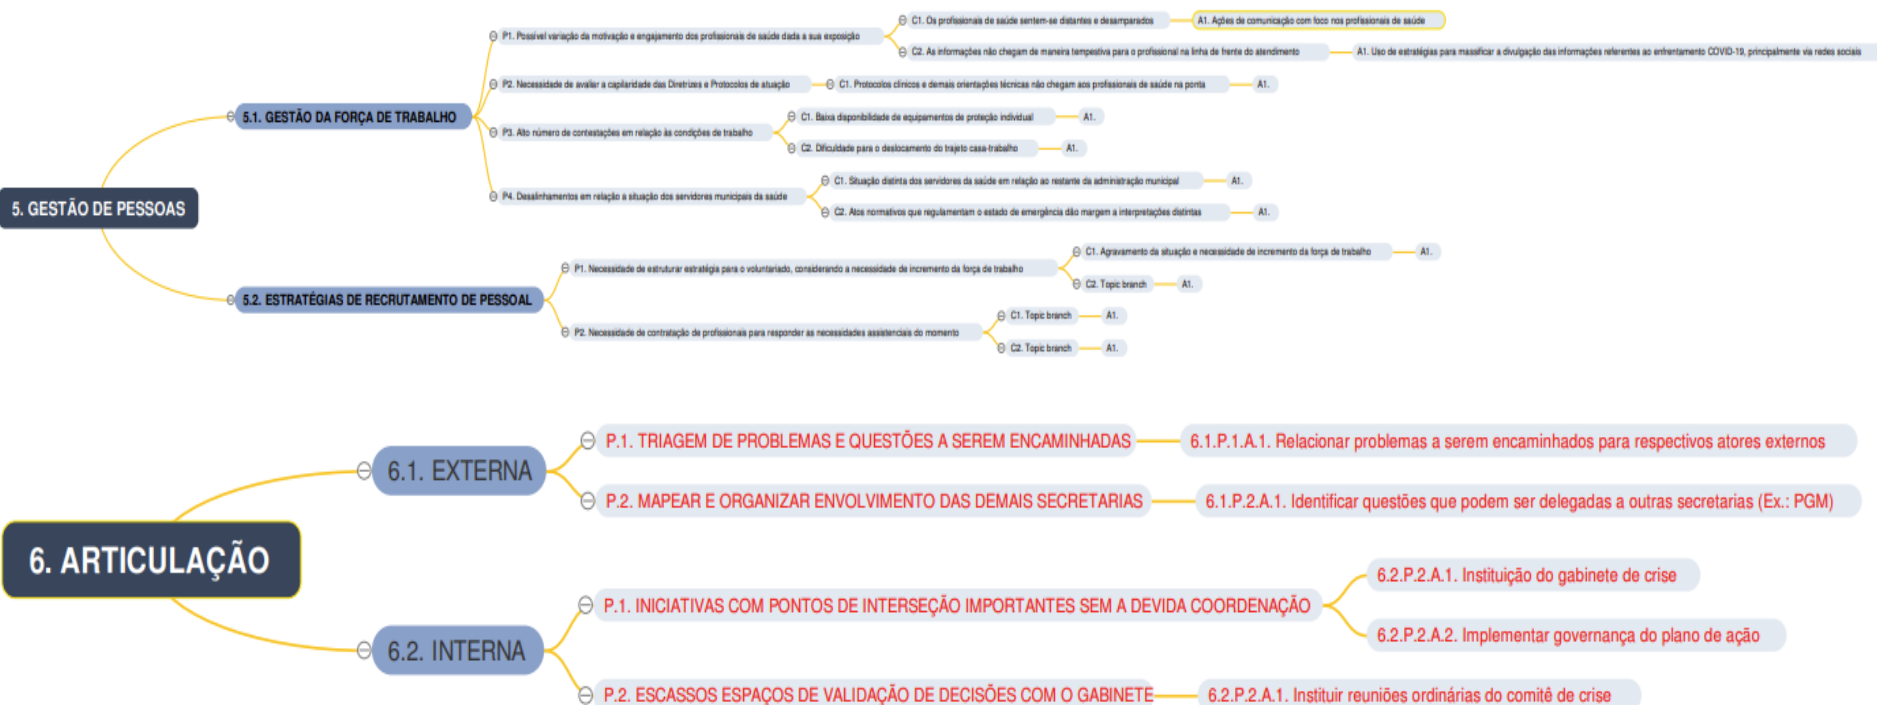 5. GESTÃO DE PESSOAS
5.1. GESTÃO DA FORÇA DE TRABALHO
P1. Possível variação da motivação e engajamento dos profissionais de saúde dada a sua exposição
C1. Os profissionais de saúde sentem-se distantes e desamparados
A1. Ações de comunicação com foco nos profissionais de saúde
C2. As informações não chegam de maneira tempestiva para o profissional na linha de frente do atendimento
A1. Uso de estratégias para massificar a divulgação das informações referentes ao enfrentamento COVID-19, principalmente via redes sociais
P2. Necessidade de avaliar a capilaridade das Diretrizes e Protocolos de atuação
C1. Protocolos clínicos e demais orientações técnicas não chegam aos profissionais de saúde na ponta
A1.
P3. Alto número de contestações em relação às condições de trabalho
C1. Baixa disponibilidade de equipamentos de proteção individual
A1.
C2. Dificuldade para o deslocamento do trajeto casa-trabalho
A1.
P4. Desalinhamentos em relação a situação dos servidores municipais da saúde
C1. Situação distinta dos servidores da saúde em relação ao restante da administração municipal
A1.
C2. Atos normativos que regulamentam o estado de emergência dão margem a interpretações distintas
A1.
5.2. ESTRATÉGIAS DE RECRUTAMENTO DE PESSOAL
P1. Necessidade de estruturar estratégia para o voluntariado, considerando a necessidade de incremento da força de trabalho
C1. Agravamento da situação e necessidade de incremento da força de trabalho
A1.
C2. Topic branch
A1.
P2. Necessidade de contratação de profissionais para responder as necessidades assistenciais do momento
C1. Topic branch
A1.
C2. Topic branch
A1.
6. ARTICULAÇÃO
6.1. EXTERNA
P.1. TRIAGEM DE PROBLEMAS E QUESTÕES A SEREM ENCAMINHADAS
6.1.P.1.A.1. Relacionar problemas a serem encaminhados para respectivos atores externos
P.2. MAPEAR E ORGANIZAR ENVOLVIMENTO DAS DEMAIS SECRETARIAS
6.1.P.2.A.1. Identificar questões que podem ser delegadas a outras secretarias (Ex.: PGM)
6.2. INTERNA
P.1. INICIATIVAS COM PONTOS DE INTERSEÇÃO IMPORTANTES SEM A DEVIDA COORDENAÇÃO
6.2.P.2.A.1. Instituição do gabinete de crise
6.2.P.2.A.2. Implementar governança do plano de ação
P.2. ESCASSOS ESPAÇOS DE VALIDAÇÃO DE DECISÕES COM O GABINETE
6.2.P.2.A.1. Instituir reuniões ordinárias do comitê de crise